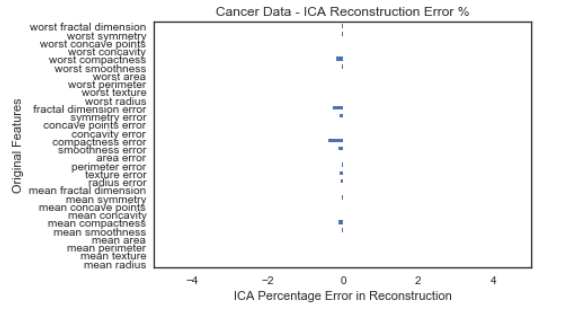 Cancer Data - ICA Reconstruction Error %
worst fractal dimension
worst symmetry
worst concave points
worst concavity
worst compactness
worst smoothness
worst area
worst perimeter
worst texture
worst radius
fractal dimension error
symmetry error
concave points error
concavity error
compactness error
smoothness error
area error
perimeter error
texture error
radius error
mean fractal dimension
mean symmetry
mean concave points
mean concavity
mean compactness
mean smoothness
mean area
mean perimeter
mean texture
mean radius
Original Features
−4 −2 0 2 4
ICA Percentage Error in Reconstruction